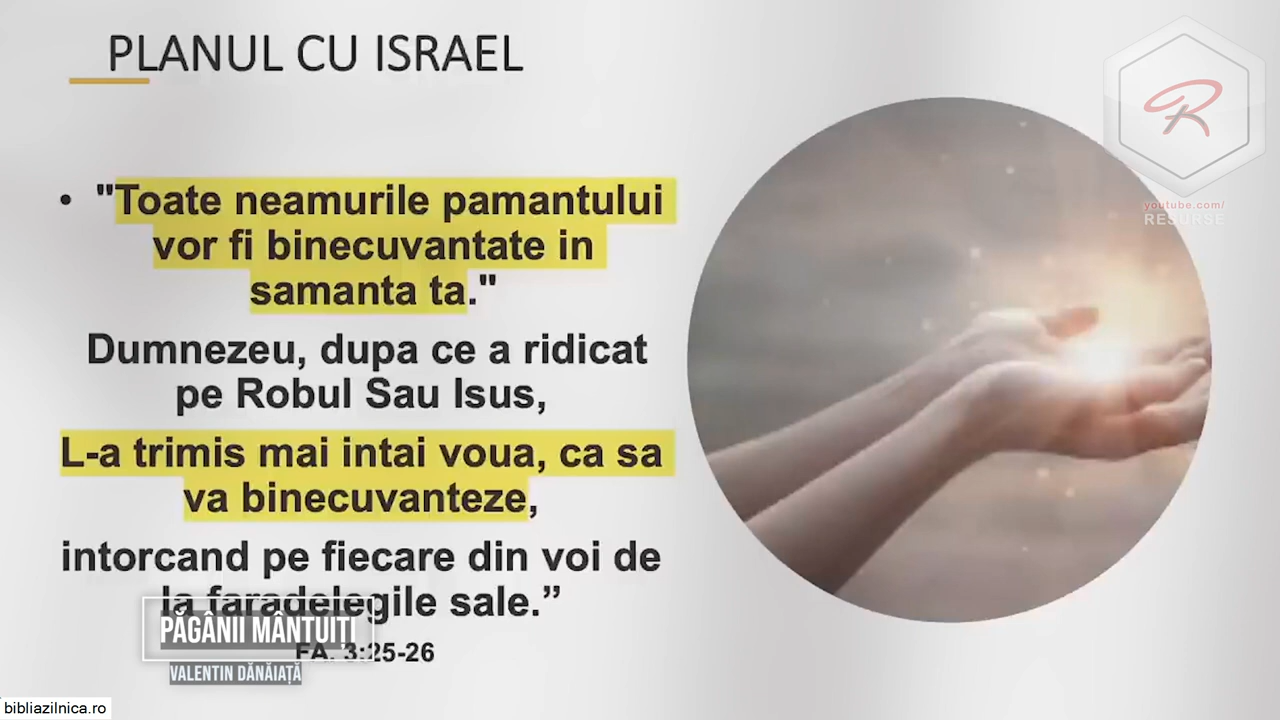 PLANUL CU ISRAEL
R
youtube.com/
RESURSE
• "Toate neamurile pamantului
vor fi binecuvantate in
samanta ta."
Dumnezeu, dupa ce a ridicat
pe Robul Sau Isus,
L-a trimis mai intai voua, ca sa
va binecuvanteze,
intorcand pe fiecare din voi de
la faradelegile sale.”
PĂGÂNII MÂNTUIȚI
FA. 3:25-26
VALENTIN DĂNĂIAȚĂ
bibliazilnica.ro